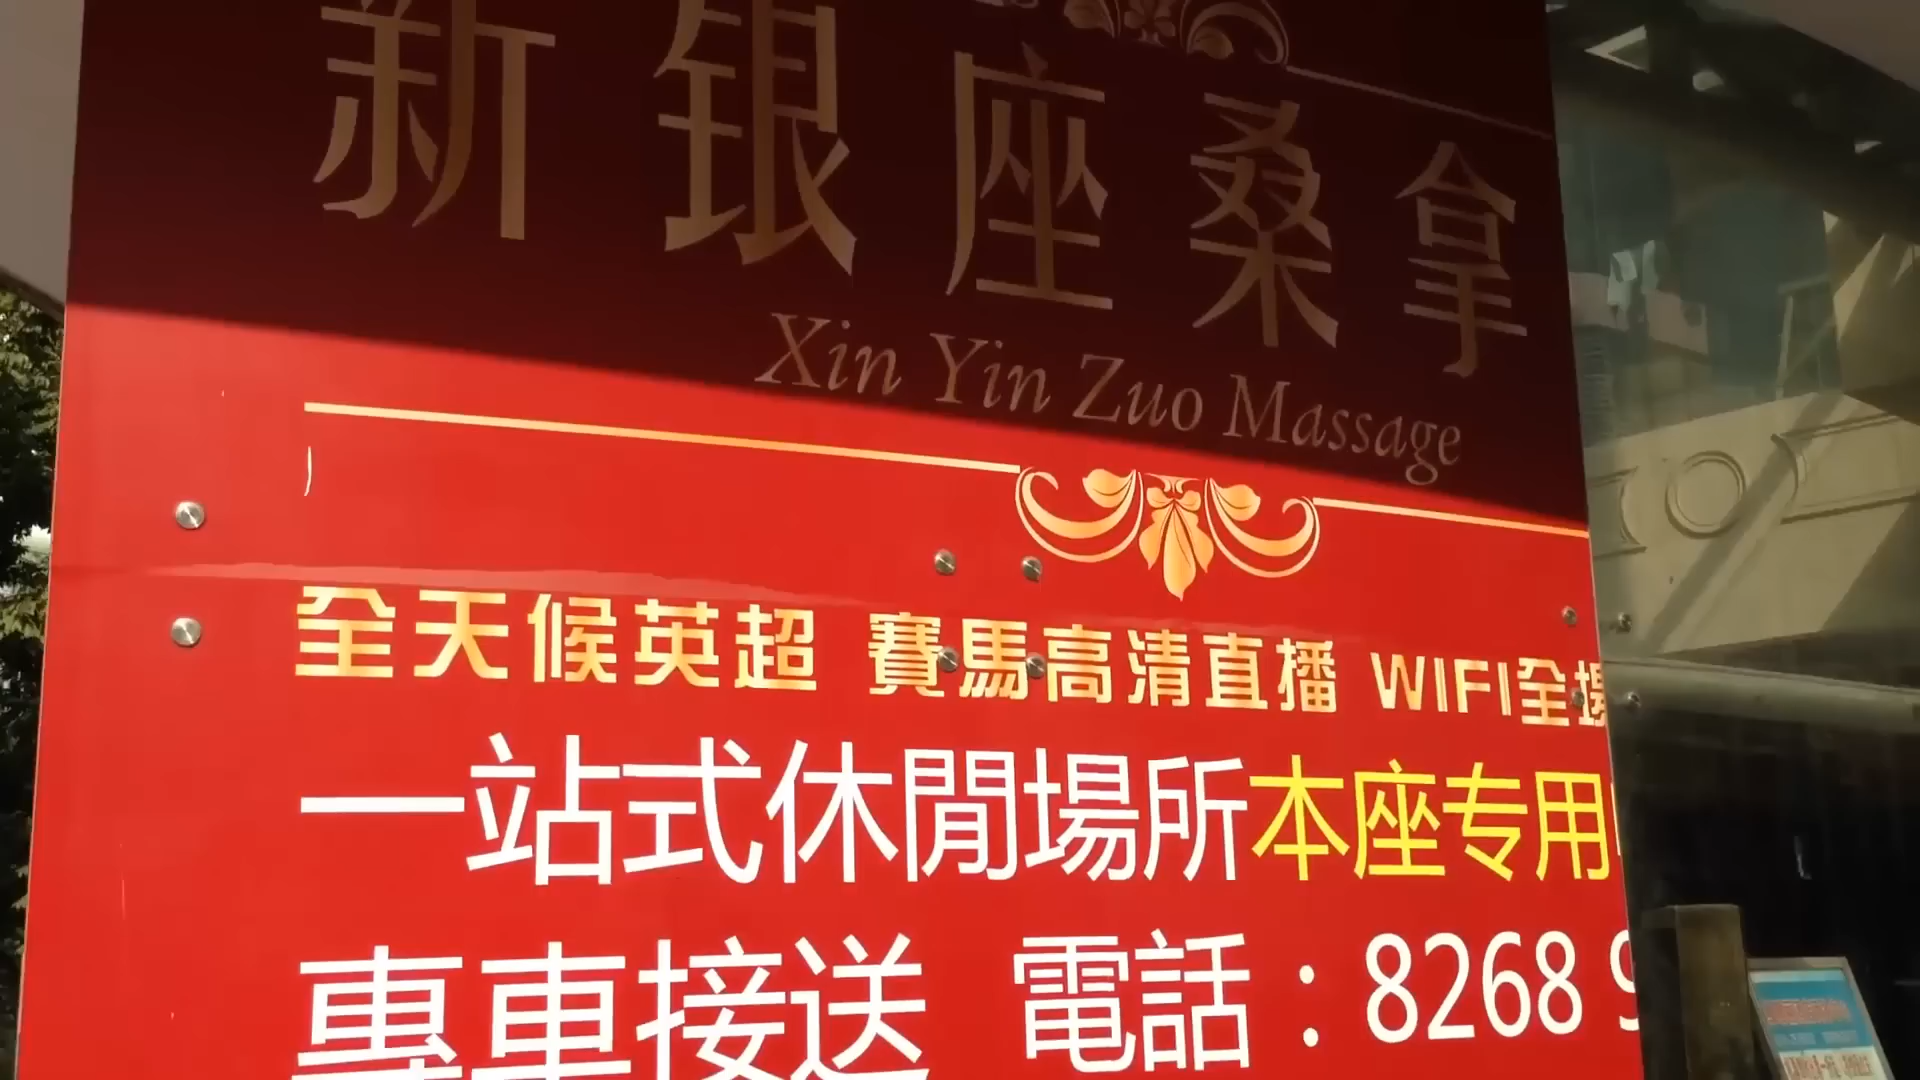 新银座桑拿
Xin Yin Zuo Massage
全天候英超 賽馬高清直播 WIFI全場
一站式休閒場所本座专用
專車接送 電話：8268 9